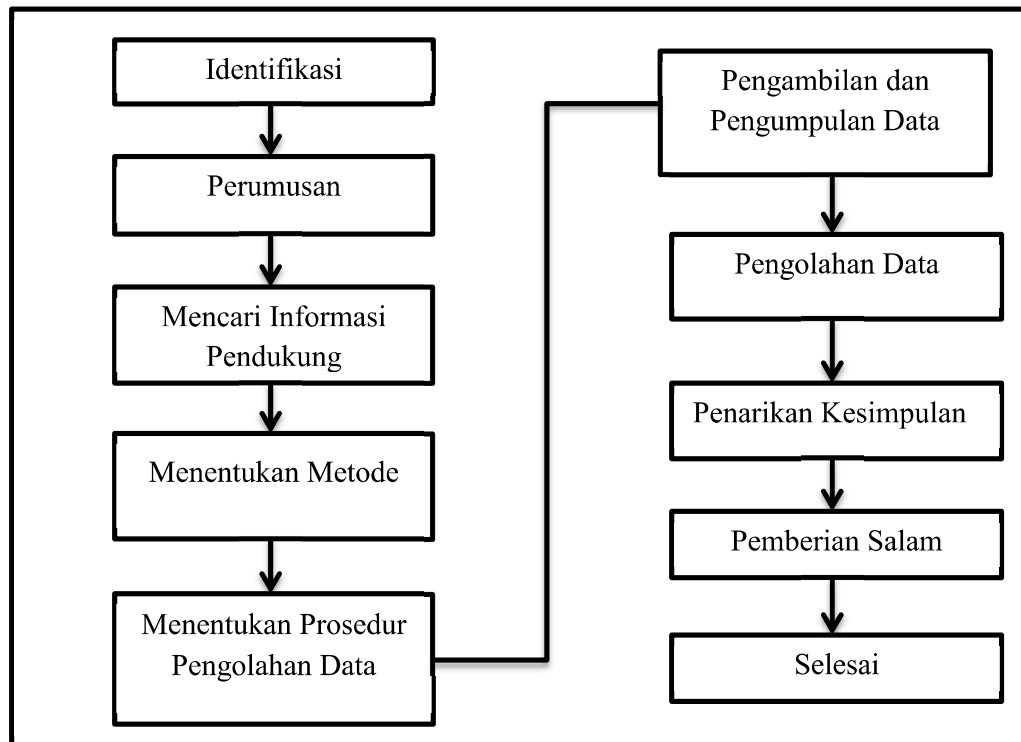 Identifikasi
Perumusan
Mencari Informasi
Pendukung
Menentukan Metode
Menentukan Prosedur
Pengolahan Data
Pengambilan dan
Pengumpulan Data
Pengolahan Data
Penarikan Kesimpulan
Pemberian Salam
Selesai